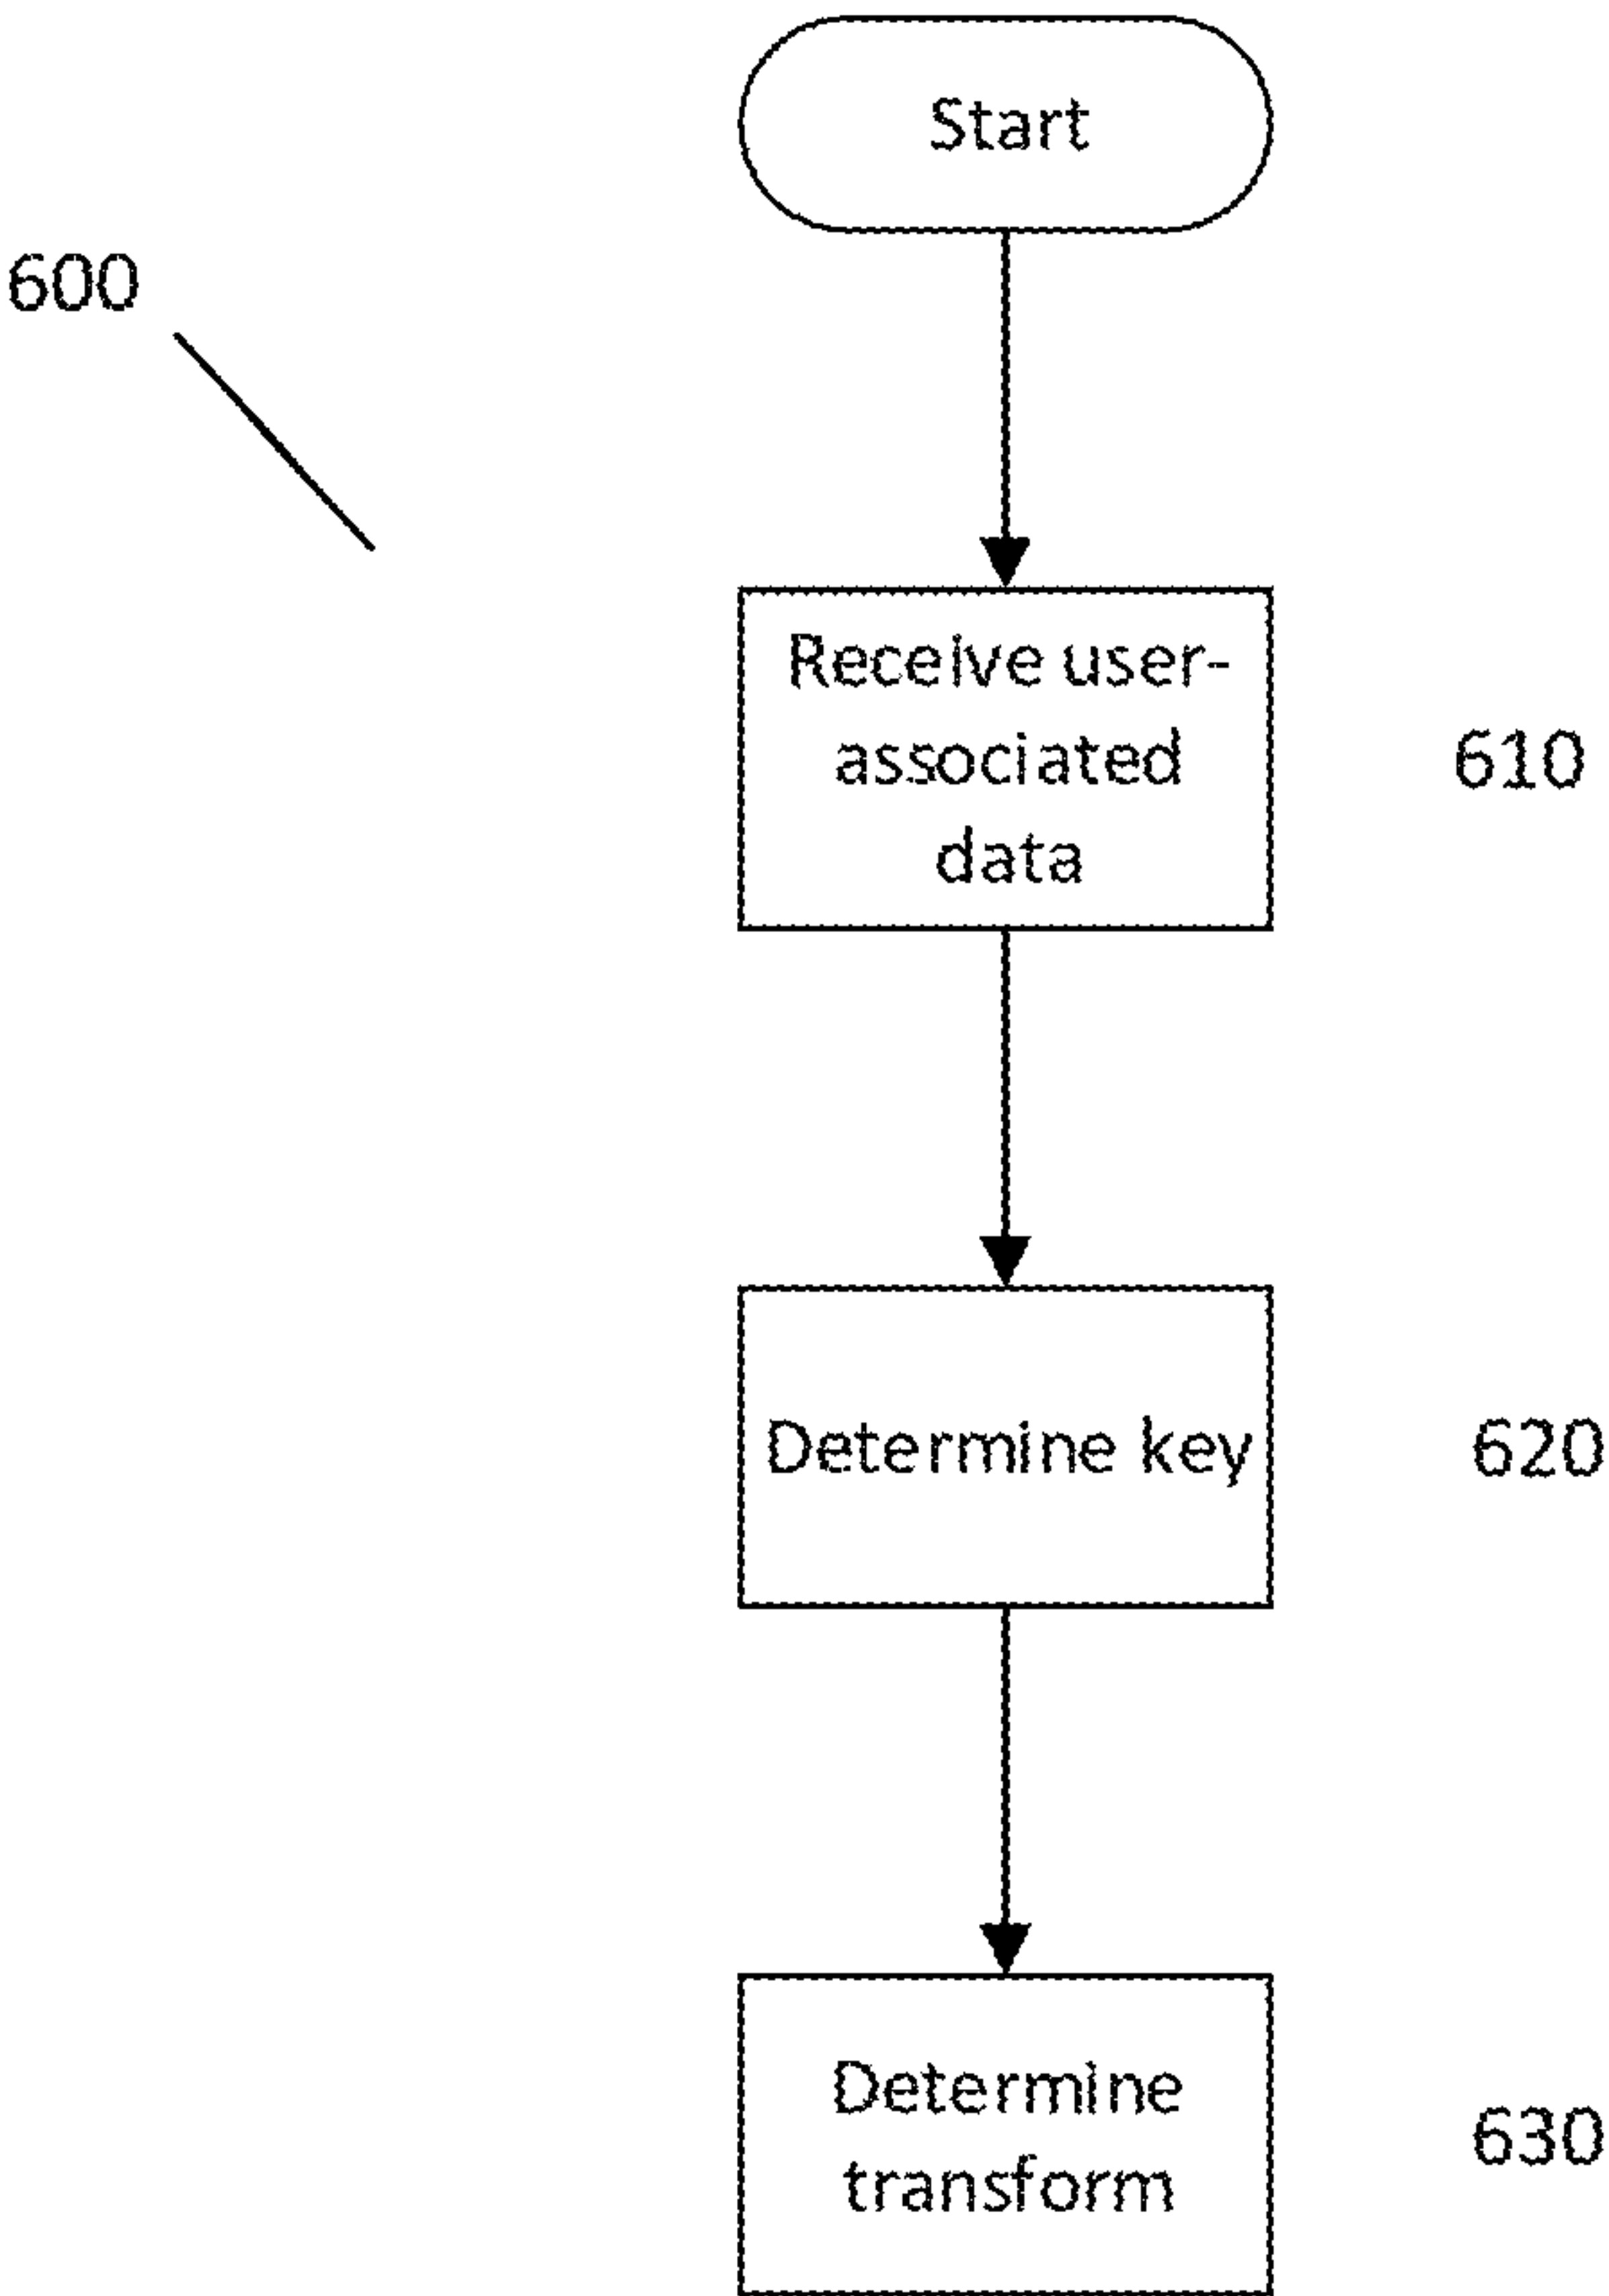 Start
600
Receive user-
associated
data
610
Determine key
620
Determine
transform
630